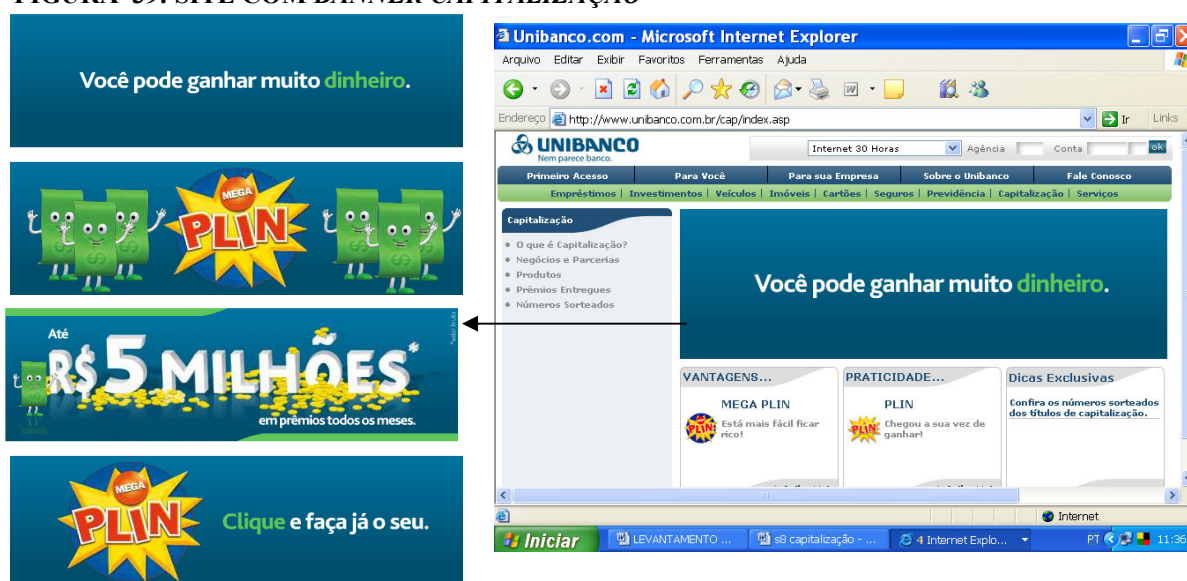 FIGURA 39: SITE COM BANNER CAPITALIZAÇÃO
Você pode ganhar muito dinheiro.
MEGA
PLIN
Até
R$ 5 MILHÕES*
em prêmios todos os meses.
*valor bruto
MEGA
PLIN
Clique e faça já o seu.
Unibanco.com - Microsoft Internet Explorer
Arquivo Editar Exibir Favoritos Ferramentas Ajuda
Endereço http://www.unibanco.com.br/cap/index.asp Ir Links
UNIBANCO
Nem parece banco.
Internet 30 Horas Agência Conta ok
Primeiro Acesso Para Você Para sua Empresa Sobre o Unibanco Fale Conosco
Empréstimos | Investimentos | Veículos | Imóveis | Cartões | Seguros | Previdência | Capitalização | Serviços
Capitalização
O que é Capitalização?
Negócios e Parcerias
Produtos
Prêmios Entregues
Números Sorteados
Você pode ganhar muito dinheiro.
VANTAGENS...
MEGA PLIN
PLIN
Está mais fácil ficar
rico!
PRATICIDADE...
PLIN
PLIN
Chegou a sua vez de
ganhar!
Dicas Exclusivas
Confira os números sorteados
dos títulos de capitalização.
Internet
Iniciar LEVANTAMENTO ... s8 capitalização - ... 4 Internet Explo... PT 11:36